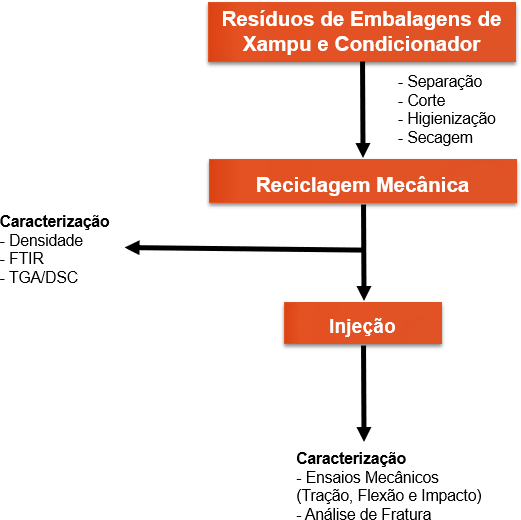 Resíduos de Embalagens de
Xampu e Condicionador
- Separação
- Corte
- Higienização
- Secagem
Reciclagem Mecânica
Caracterização
- Densidade
- FTIR
- TGA/DSC
Injeção
Caracterização
- Ensaios Mecânicos
(Tração, Flexão e Impacto)
- Análise de Fratura